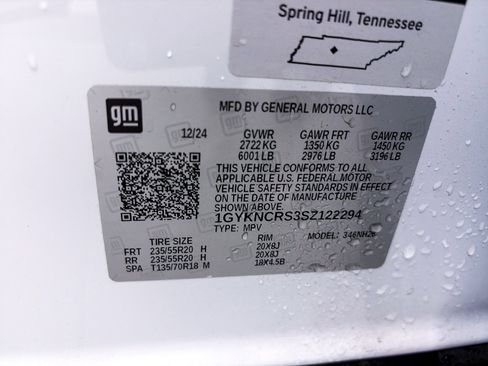 Spring Hill, Tennessee
gm
MFD BY GENERAL MOTORS LLC
12/24 GVWR GAWR FRT GAWR RR
2722 KG 1350 KG 1450 KG
6001 LB 2976 LB 3196 LB
THIS VEHICLE CONFORMS TO ALL
APPLICABLE U.S. FEDERAL MOTOR
VEHICLE SAFETY STANDARDS IN EFFECT ON
THE DATE OF MANUFACTURE
1GYKNCRS3SZ122294
TYPE: MPV MODEL: 346NH26
TIRE SIZE RIM
FRT 235/55R20 H 20X8J
RR 235/55R20 H 20X8J
SPA T135/70R18 M 18X4.5B